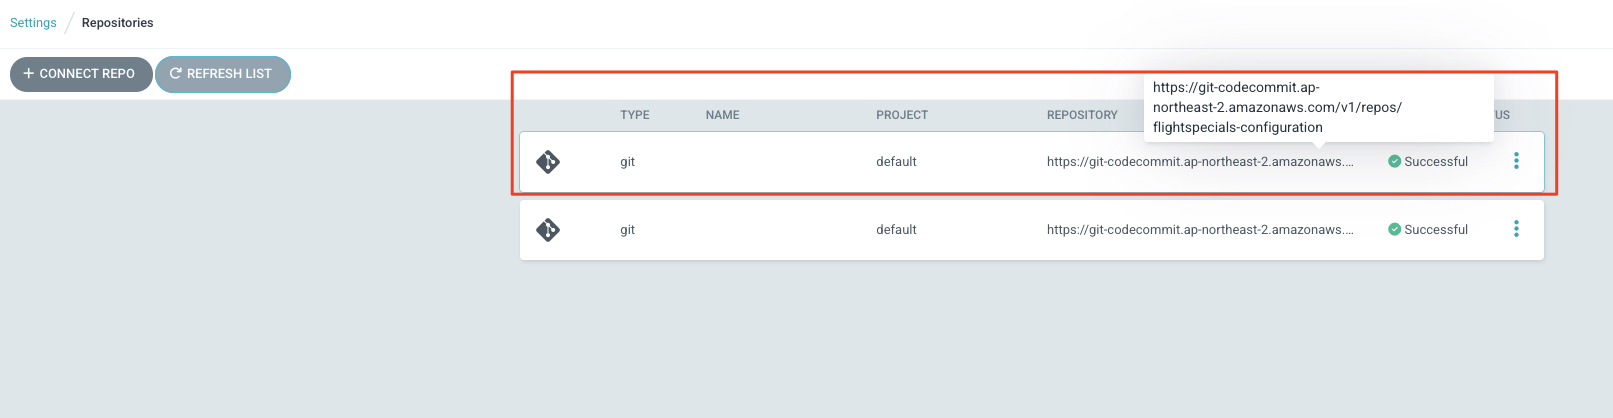 Settings / Repositories
+ CONNECT REPO REFRESH LIST
https://git-codecommit.ap-
northeast-2.amazonaws.com/v1/repos/
flightspecials-configuration
TYPE NAME PROJECT REPOSITORY US
git default https://git-codecommit.ap-northeast-2.amazonaws.... Successful
git default https://git-codecommit.ap-northeast-2.amazonaws.... Successful